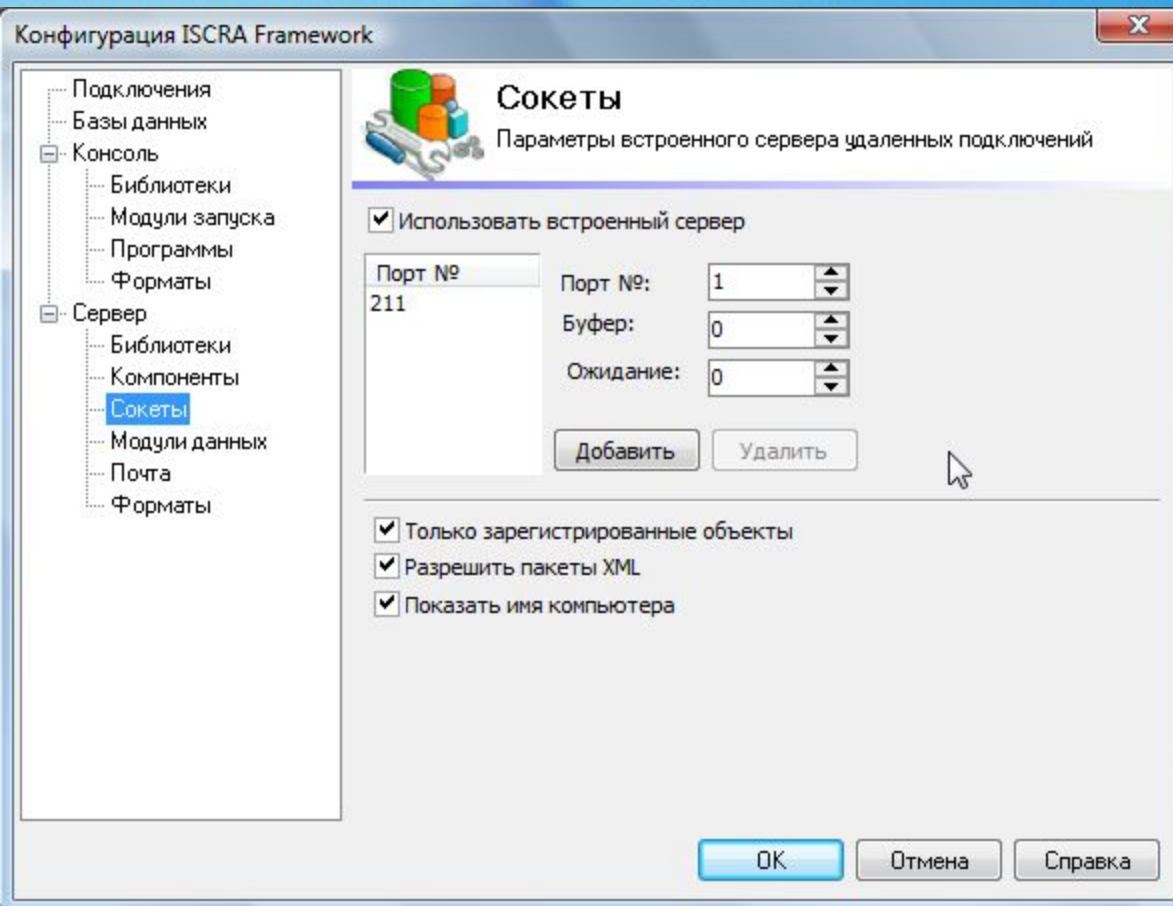 Конфигурация ISCRA Framework
Подключения
Базы данных
Консоль
Библиотеки
Модули запуска
Программы
Форматы
Сервер
Библиотеки
Компоненты
Сокеты
Модули данных
Почта
Форматы
Сокеты
Параметры встроенного сервера удаленных подключений
Использовать встроенный сервер
Порт №
211
Порт №: 1
Буфер: 0
Ожидание: 0
Добавить Удалить
Только зарегистрированные объекты
Разрешить пакеты XML
Показать имя компьютера
OK Отмена Справка